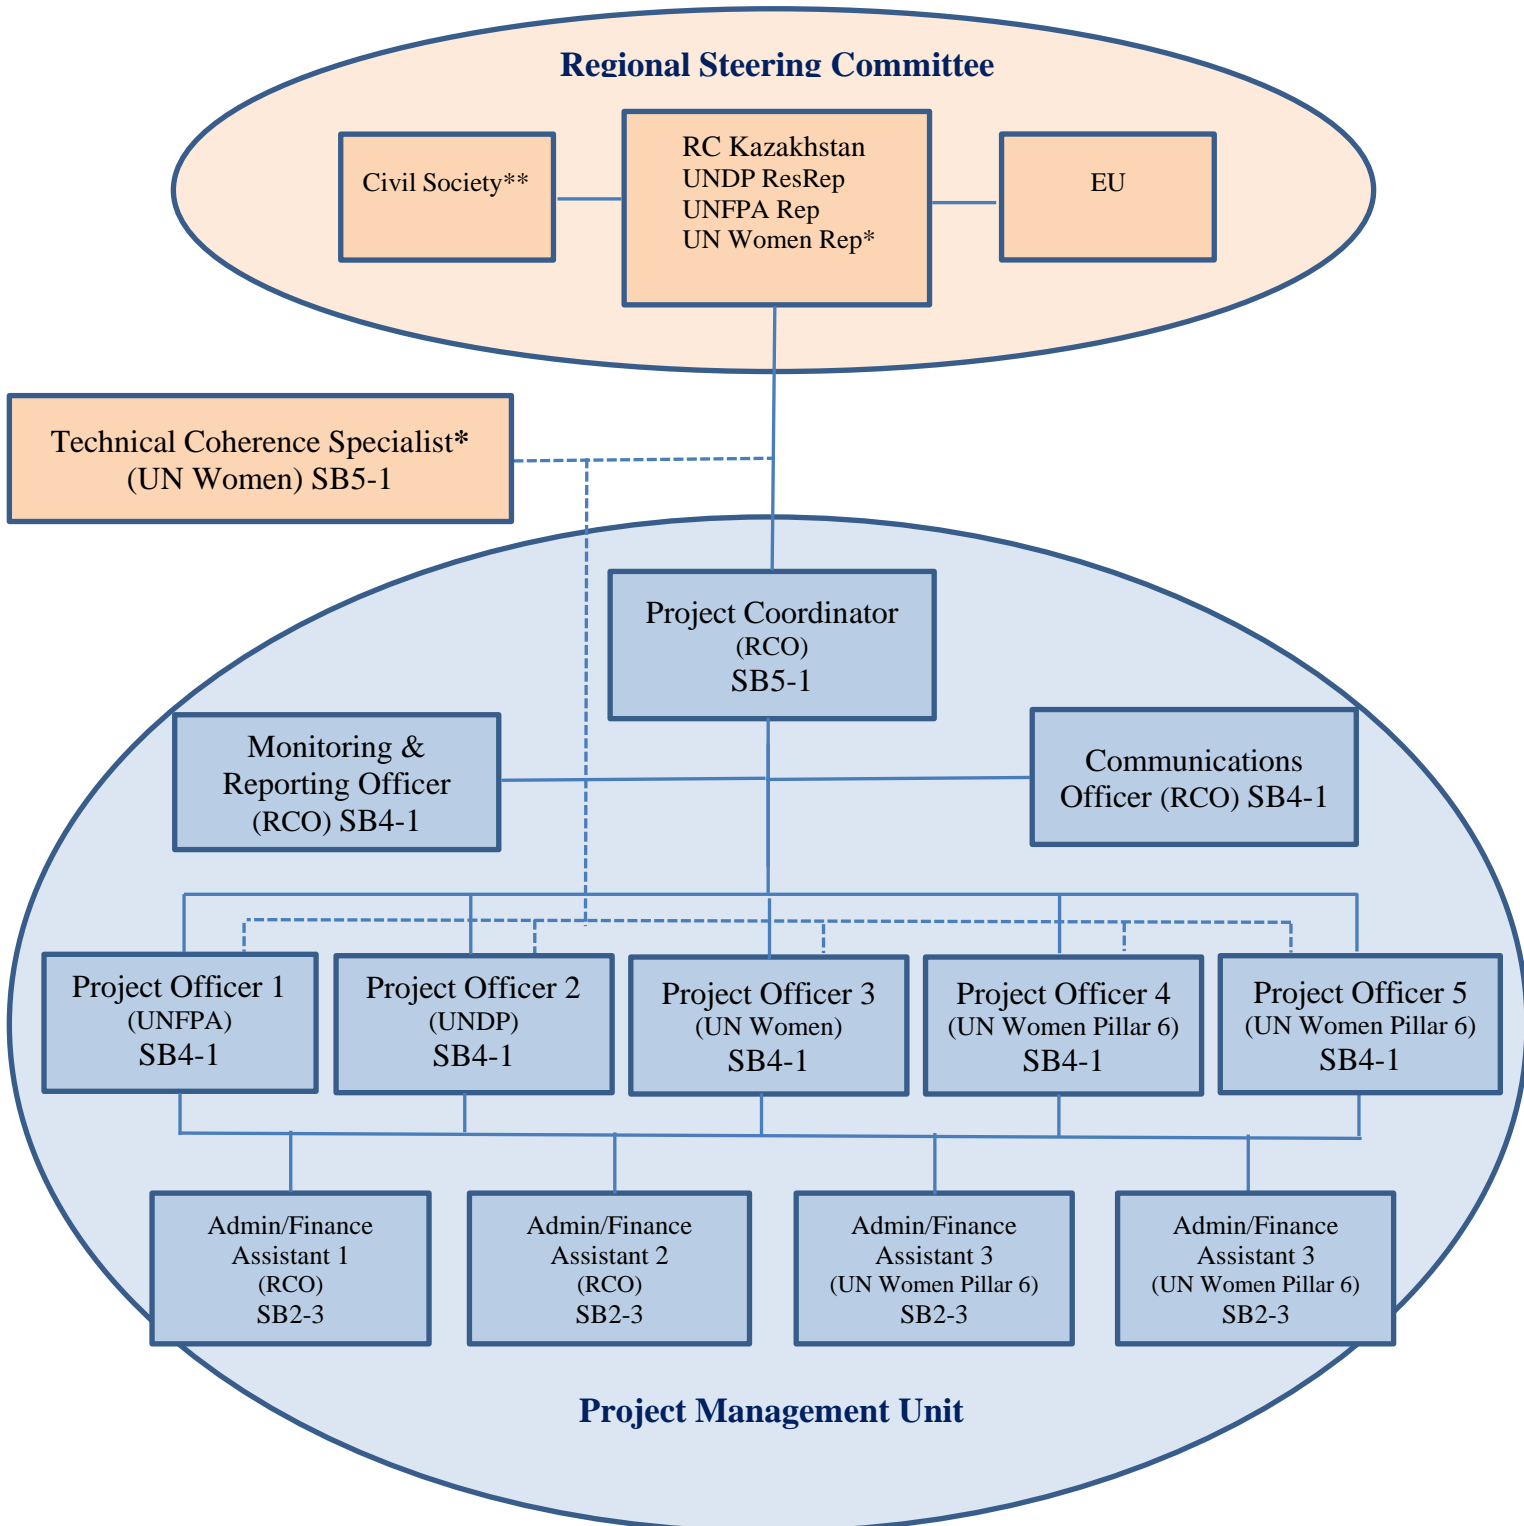 Regional Steering Committee
Civil Society**
RC Kazakhstan
UNDP ResRep
UNFPA Rep
UN Women Rep*
EU
Technical Coherence Specialist*
(UN Women) SB5-1
Project Coordinator
(RCO)
SB5-1
Monitoring &
Reporting Officer
(RCO) SB4-1
Communications
Officer (RCO) SB4-1
Project Officer 1
(UNFPA)
SB4-1
Project Officer 2
(UNDP)
SB4-1
Project Officer 3
(UN Women)
SB4-1
Project Officer 4
(UN Women Pillar 6)
SB4-1
Project Officer 5
(UN Women Pillar 6)
SB4-1
Admin/Finance
Assistant 1
(RCO)
SB2-3
Admin/Finance
Assistant 2
(RCO)
SB2-3
Admin/Finance
Assistant 3
(UN Women Pillar 6)
SB2-3
Admin/Finance
Assistant 3
(UN Women Pillar 6)
SB2-3
Project Management Unit